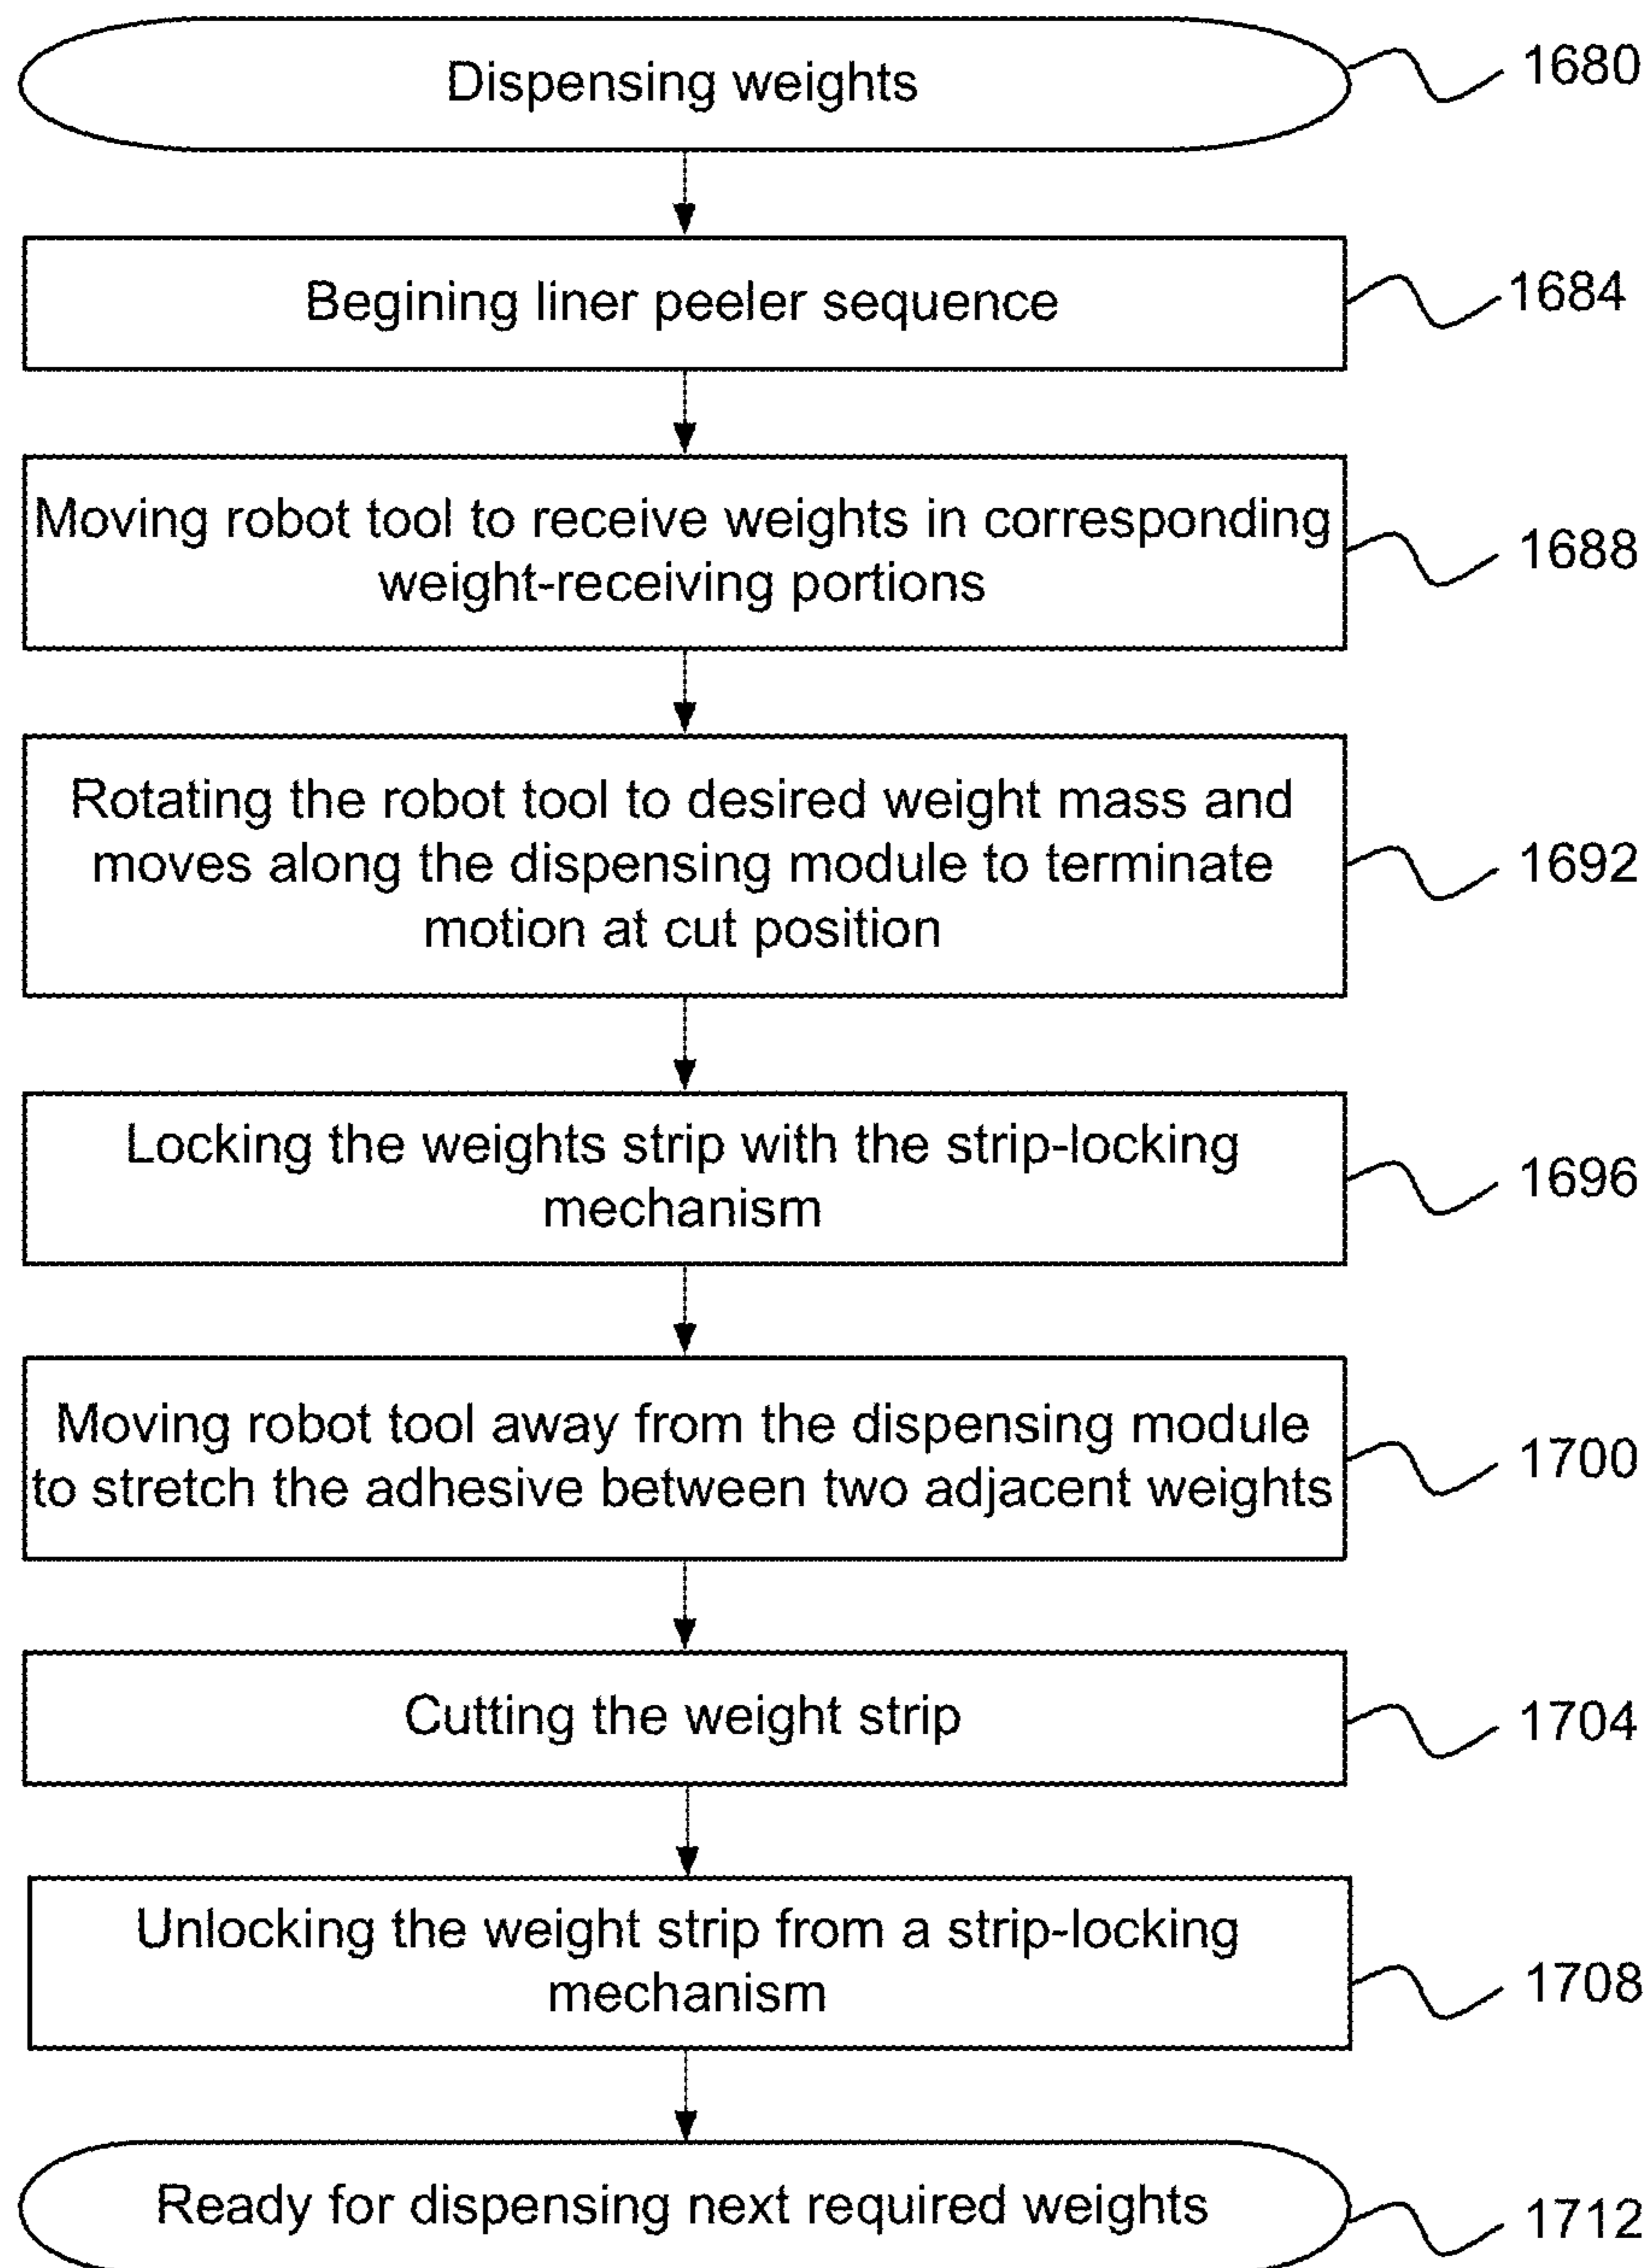 Dispensing weights
1680
Begining liner peeler sequence
1684
Moving robot tool to receive weights in corresponding
weight-receiving portions
1688
Rotating the robot tool to desired weight mass and
moves along the dispensing module to terminate
motion at cut position
1692
Locking the weights strip with the strip-locking
mechanism
1696
Moving robot tool away from the dispensing module
to stretch the adhesive between two adjacent weights
1700
Cutting the weight strip
1704
Unlocking the weight strip from a strip-locking
mechanism
1708
Ready for dispensing next required weights
1712